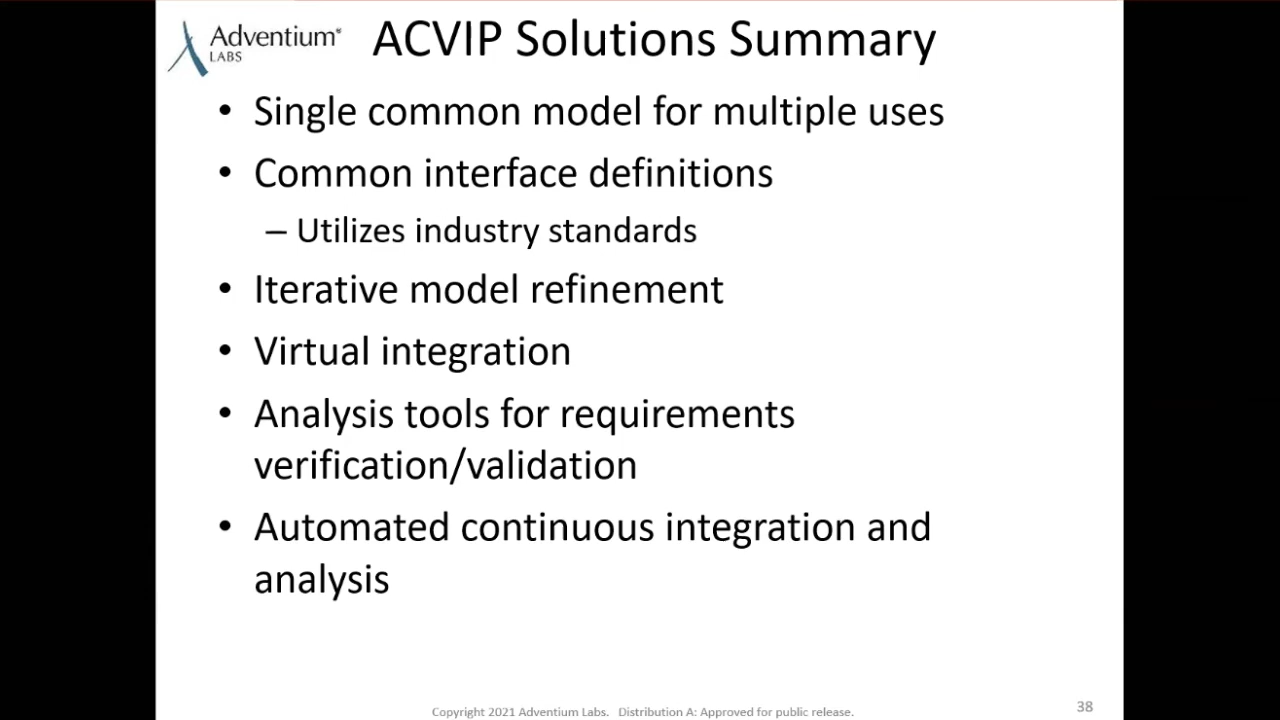 Adventium®
LABS
ACVIP Solutions Summary
• Single common model for multiple uses
• Common interface definitions
– Utilizes industry standards
• Iterative model refinement
• Virtual integration
• Analysis tools for requirements
verification/validation
• Automated continuous integration and
analysis
Copyright 2021 Adventium Labs. Distribution A: Approved for public release.
38